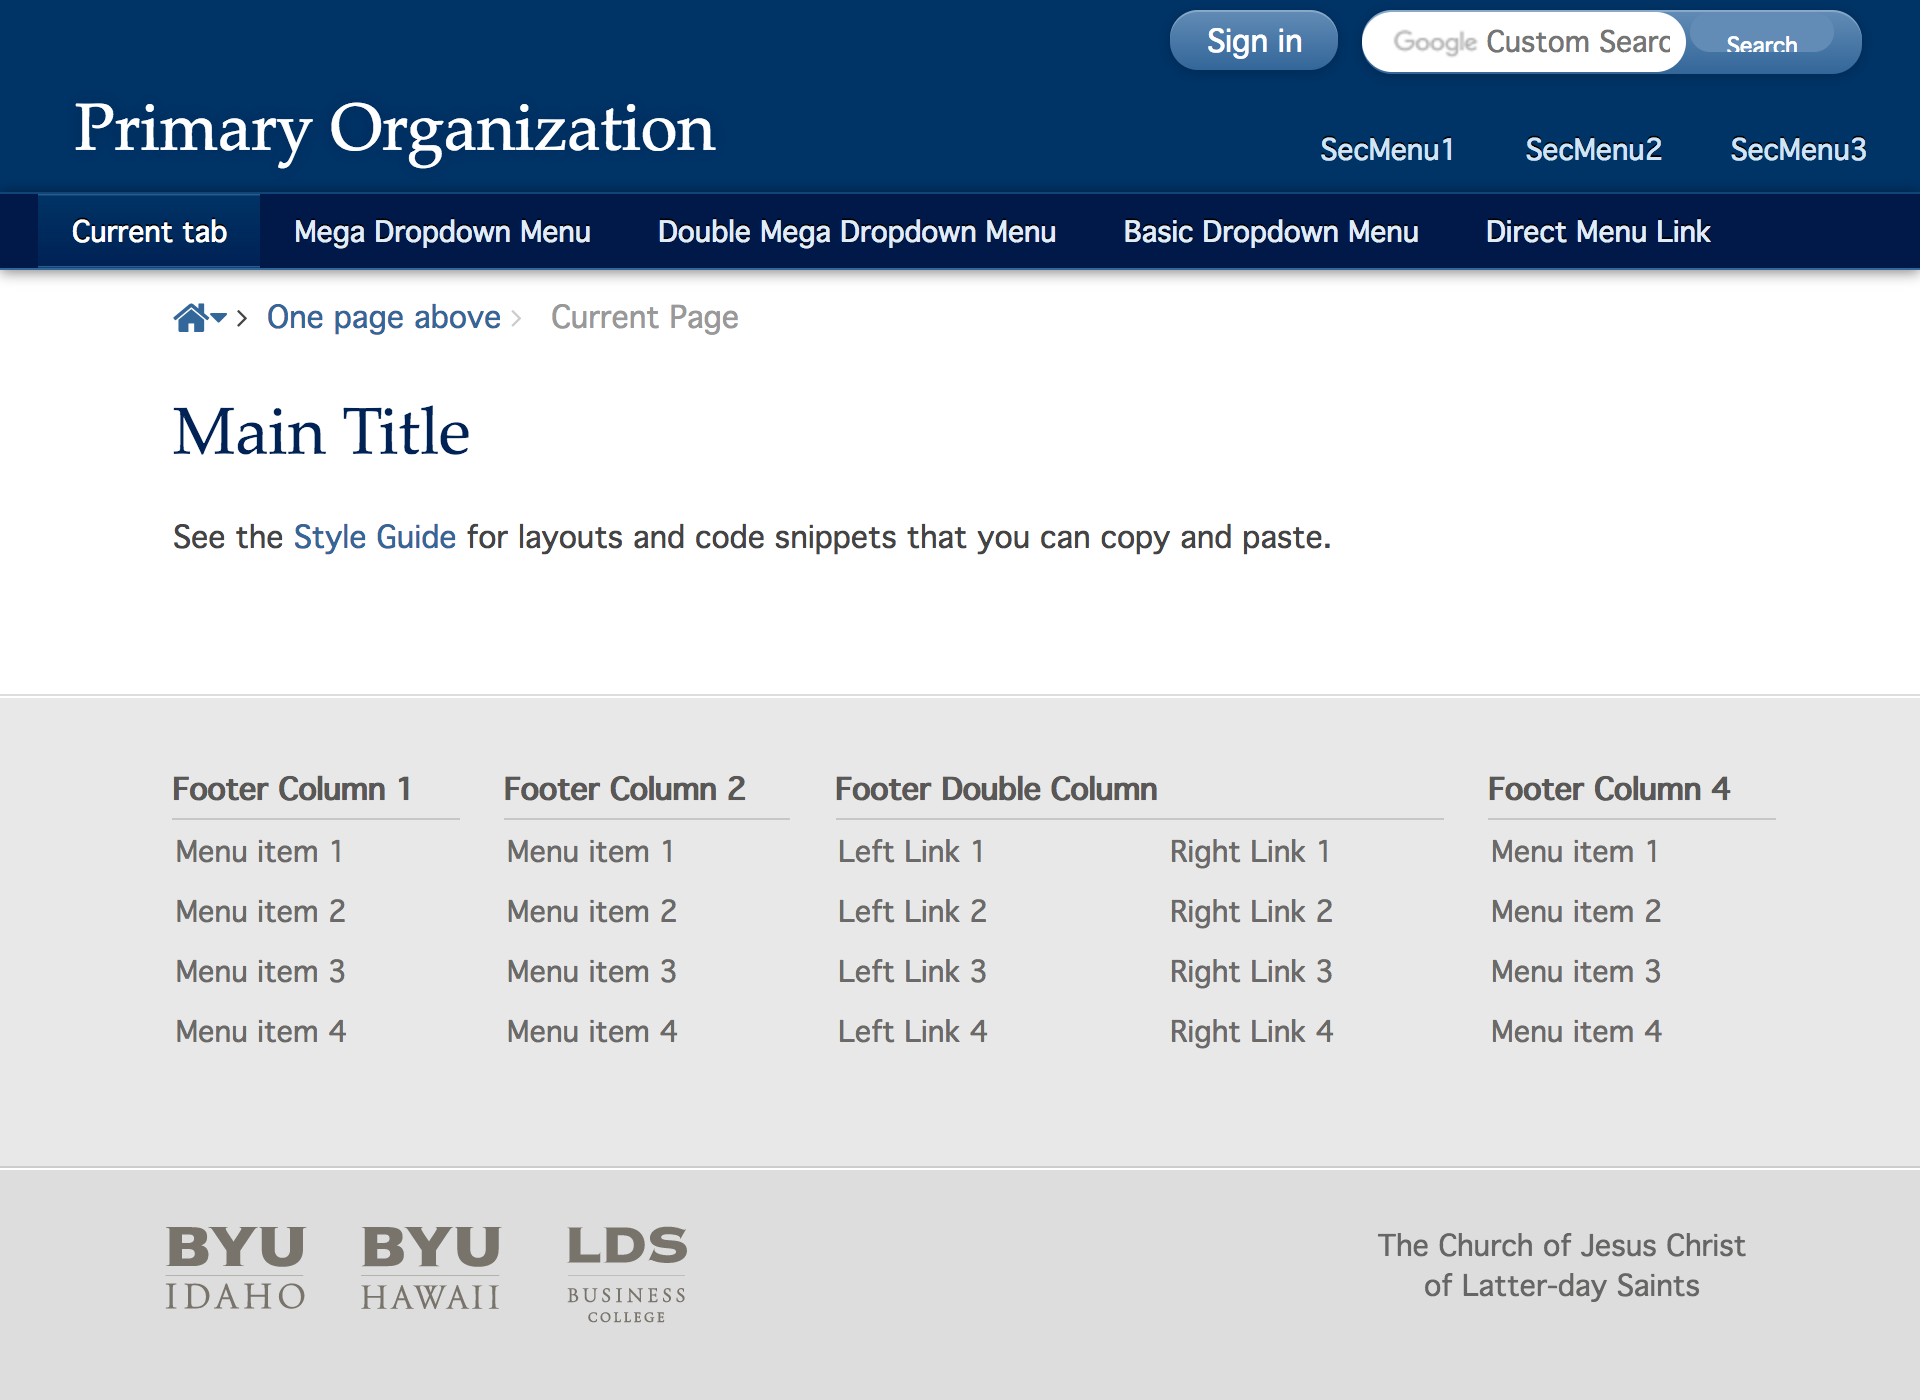 Sign in
Google Custom Searc
Search
Primary Organization
SecMenu1 SecMenu2 SecMenu3
Current tab Mega Dropdown Menu Double Mega Dropdown Menu Basic Dropdown Menu Direct Menu Link
One page above Current Page
Main Title
See the Style Guide for layouts and code snippets that you can copy and paste.
Footer Column 1
Menu item 1
Menu item 2
Menu item 3
Menu item 4
Footer Column 2
Menu item 1
Menu item 2
Menu item 3
Menu item 4
Footer Double Column
Left Link 1
Left Link 2
Left Link 3
Left Link 4
Right Link 1
Right Link 2
Right Link 3
Right Link 4
Footer Column 4
Menu item 1
Menu item 2
Menu item 3
Menu item 4
BYU
IDAHO
BYU
HAWAII
LDS
BUSINESS
COLLEGE
The Church of Jesus Christ
of Latter-day Saints